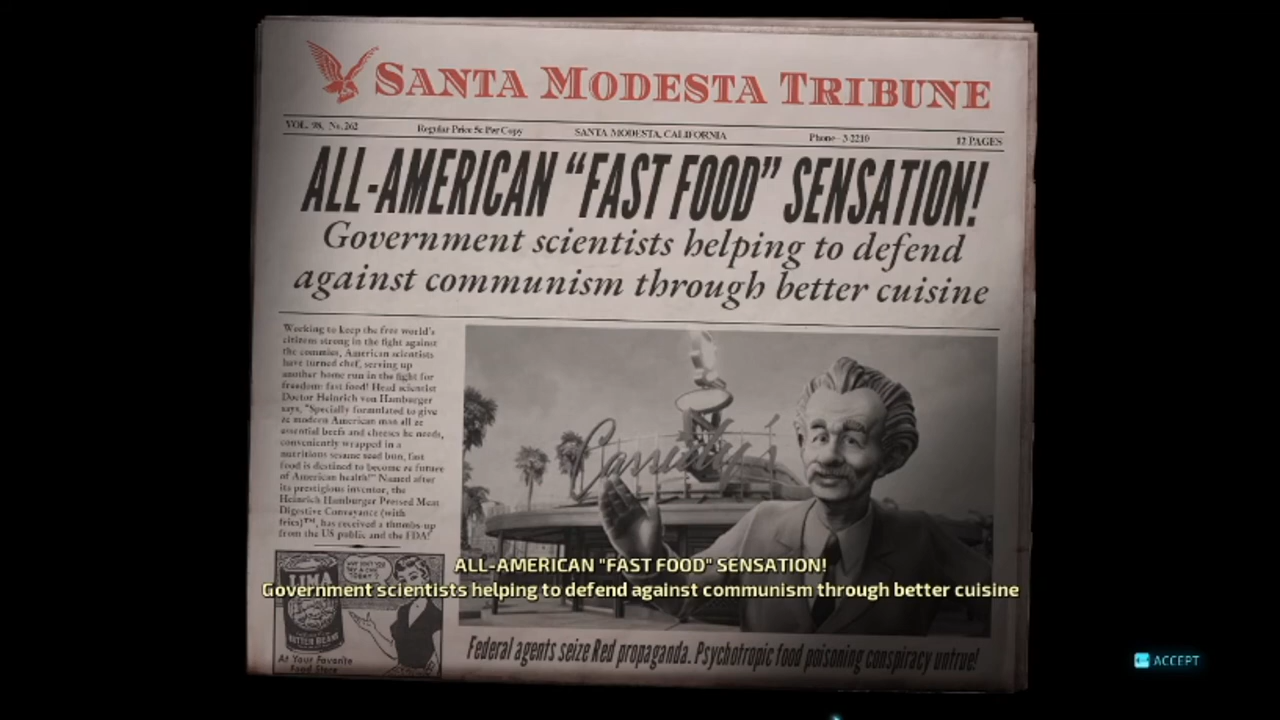 SANTA MODESTA TRIBUNE
VOL. 98, No. 262 Regular Price 5c Per Copy SANTA MODESTA, CALIFORNIA Phone 3-2210 12 PAGES
ALL-AMERICAN “FAST FOOD” SENSATION!
Government scientists helping to defend
against communism through better cuisine
Working to keep the free world's
citizens strong in the fight against
the commies, American scientists
have turned chef, serving up
another home run in the fight for
freedom: fast food! Head scientist
Doctor Heinrich von Hamburger
says, "Specially formulated to give
ze modern American man all ze
essential beefs and cheeses he needs,
conveniently wrapped in a
nutritious sesame seed bun, fast
food is destined to become ze future
of American health!" Named after
its prestigious inventor, the
Heinrich Hamburger Pressed Meat
Digestive Conveyance (with
fries)™, has received a thumbs-up
from the US public and the FDA!
LIMA
BUTTER BEANS
At Your Favorite
Food Store
ALL-AMERICAN "FAST FOOD" SENSATION!
Government scientists helping to defend against communism through better cuisine
Federal agents seize Red propaganda. Psychotropic food poisoning conspiracy untrue!
ACCEPT